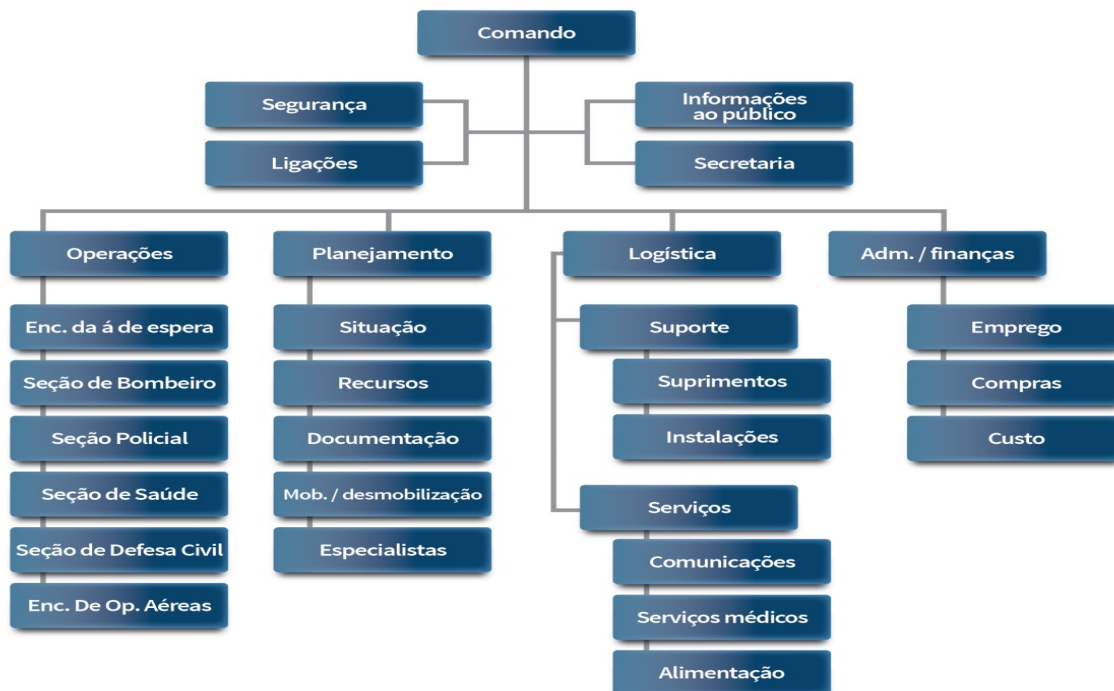 Comando
Segurança
Informações
ao público
Ligações
Secretaria
Operações
Planejamento
Logística
Adm. / finanças
Enc. da á de espera
Seção de Bombeiro
Seção Policial
Seção de Saúde
Seção de Defesa Civil
Enc. De Op. Aéreas
Situação
Recursos
Documentação
Mob. / desmobilização
Especialistas
Suporte
Suprimentos
Instalações
Serviços
Comunicações
Serviços médicos
Alimentação
Emprego
Compras
Custo